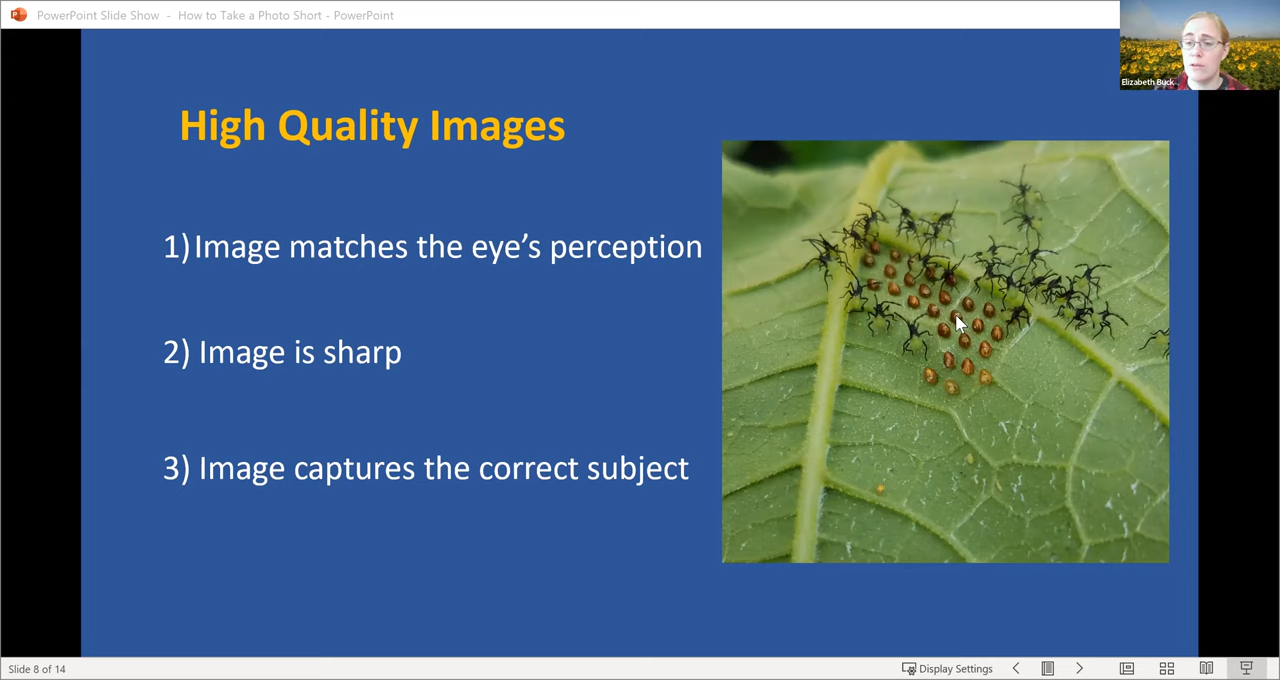 PowerPoint Slide Show - How to Take a Photo Short - PowerPoint
Elizabeth Buck
High Quality Images
1) Image matches the eye’s perception
2) Image is sharp
3) Image captures the correct subject
Slide 8 of 14
Display Settings